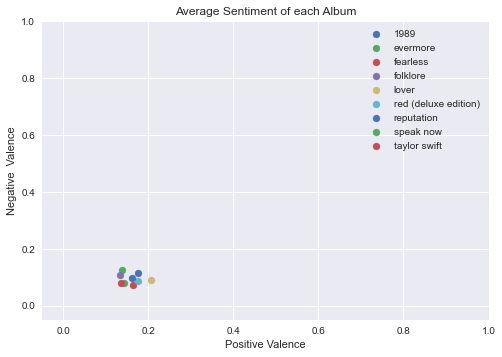 Average Sentiment of each Album
1.0
0.8
0.6
0.4
0.2
0.0
Negative  Valence
1989
evermore
fearless
folklore
lover
red (deluxe edition)
reputation
speak now
taylor swift
0.0 0.2 0.4 0.6 0.8 1.0
Positive Valence